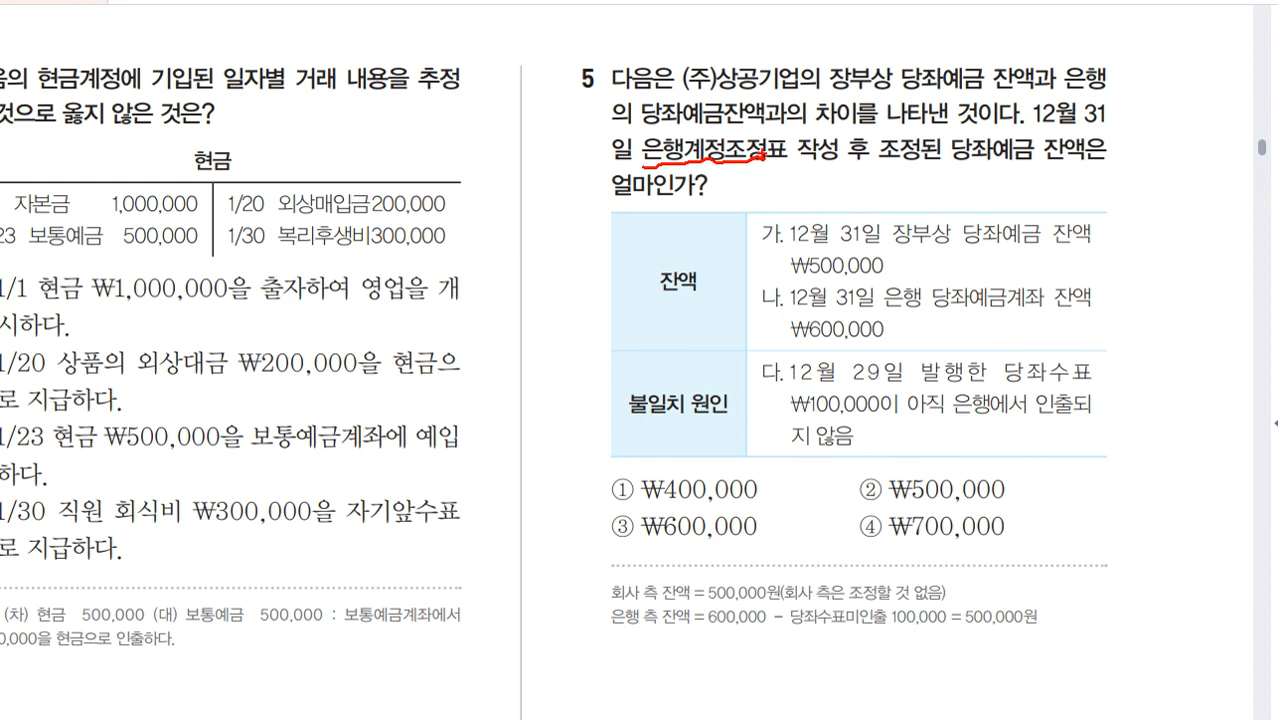 음의 현금계정에 기입된 일자별 거래 내용을 추정
것으로 옳지 않은 것은?
현금
자본금 1,000,000 1/20 외상매입금 200,000
23 보통예금 500,000 1/30 복리후생비 300,000
1/1 현금 ₩1,000,000을 출자하여 영업을 개
시하다.
1/20 상품의 외상대금 ₩200,000을 현금으
로 지급하다.
1/23 현금 ₩500,000을 보통예금계좌에 예입
하다.
1/30 직원 회식비 ₩300,000을 자기앞수표
로 지급하다.
(차) 현금 500,000 (대) 보통예금 500,000 : 보통예금계좌에서
0,000을 현금으로 인출하다.
5 다음은 (주)상공기업의 장부상 당좌예금 잔액과 은행
의 당좌예금잔액과의 차이를 나타낸 것이다. 12월 31
일 은행계정조정표 작성 후 조정된 당좌예금 잔액은
얼마인가?
잔액
가. 12월 31일 장부상 당좌예금 잔액
₩500,000
나. 12월 31일 은행 당좌예금계좌 잔액
₩600,000
불일치 원인
다. 12월 29일 발행한 당좌수표
₩100,000이 아직 은행에서 인출되
지 않음
① ₩400,000 ② ₩500,000
③ ₩600,000 ④ ₩700,000
회사 측 잔액 = 500,000원(회사 측은 조정할 것 없음)
은행 측 잔액 = 600,000 - 당좌수표미인출 100,000 = 500,000원